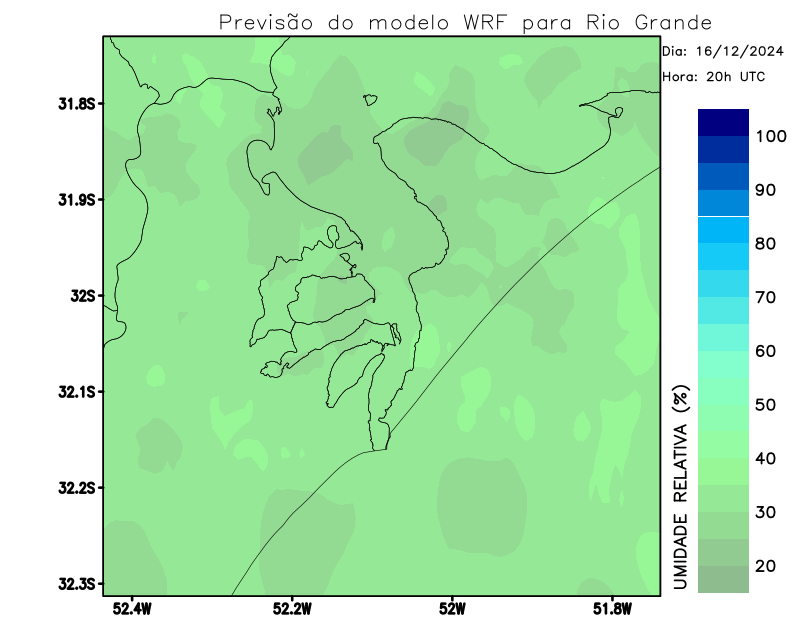 Previsão do modelo WRF para Rio Grande
Dia: 16/12/2024
Hora: 20h UTC
31.8S
31.9S
32S
32.1S
32.2S
32.3S
52.4W
52.2W
52W
51.8W
100
90
80
70
60
50
40
30
20
UMIDADE RELATIVA (%)